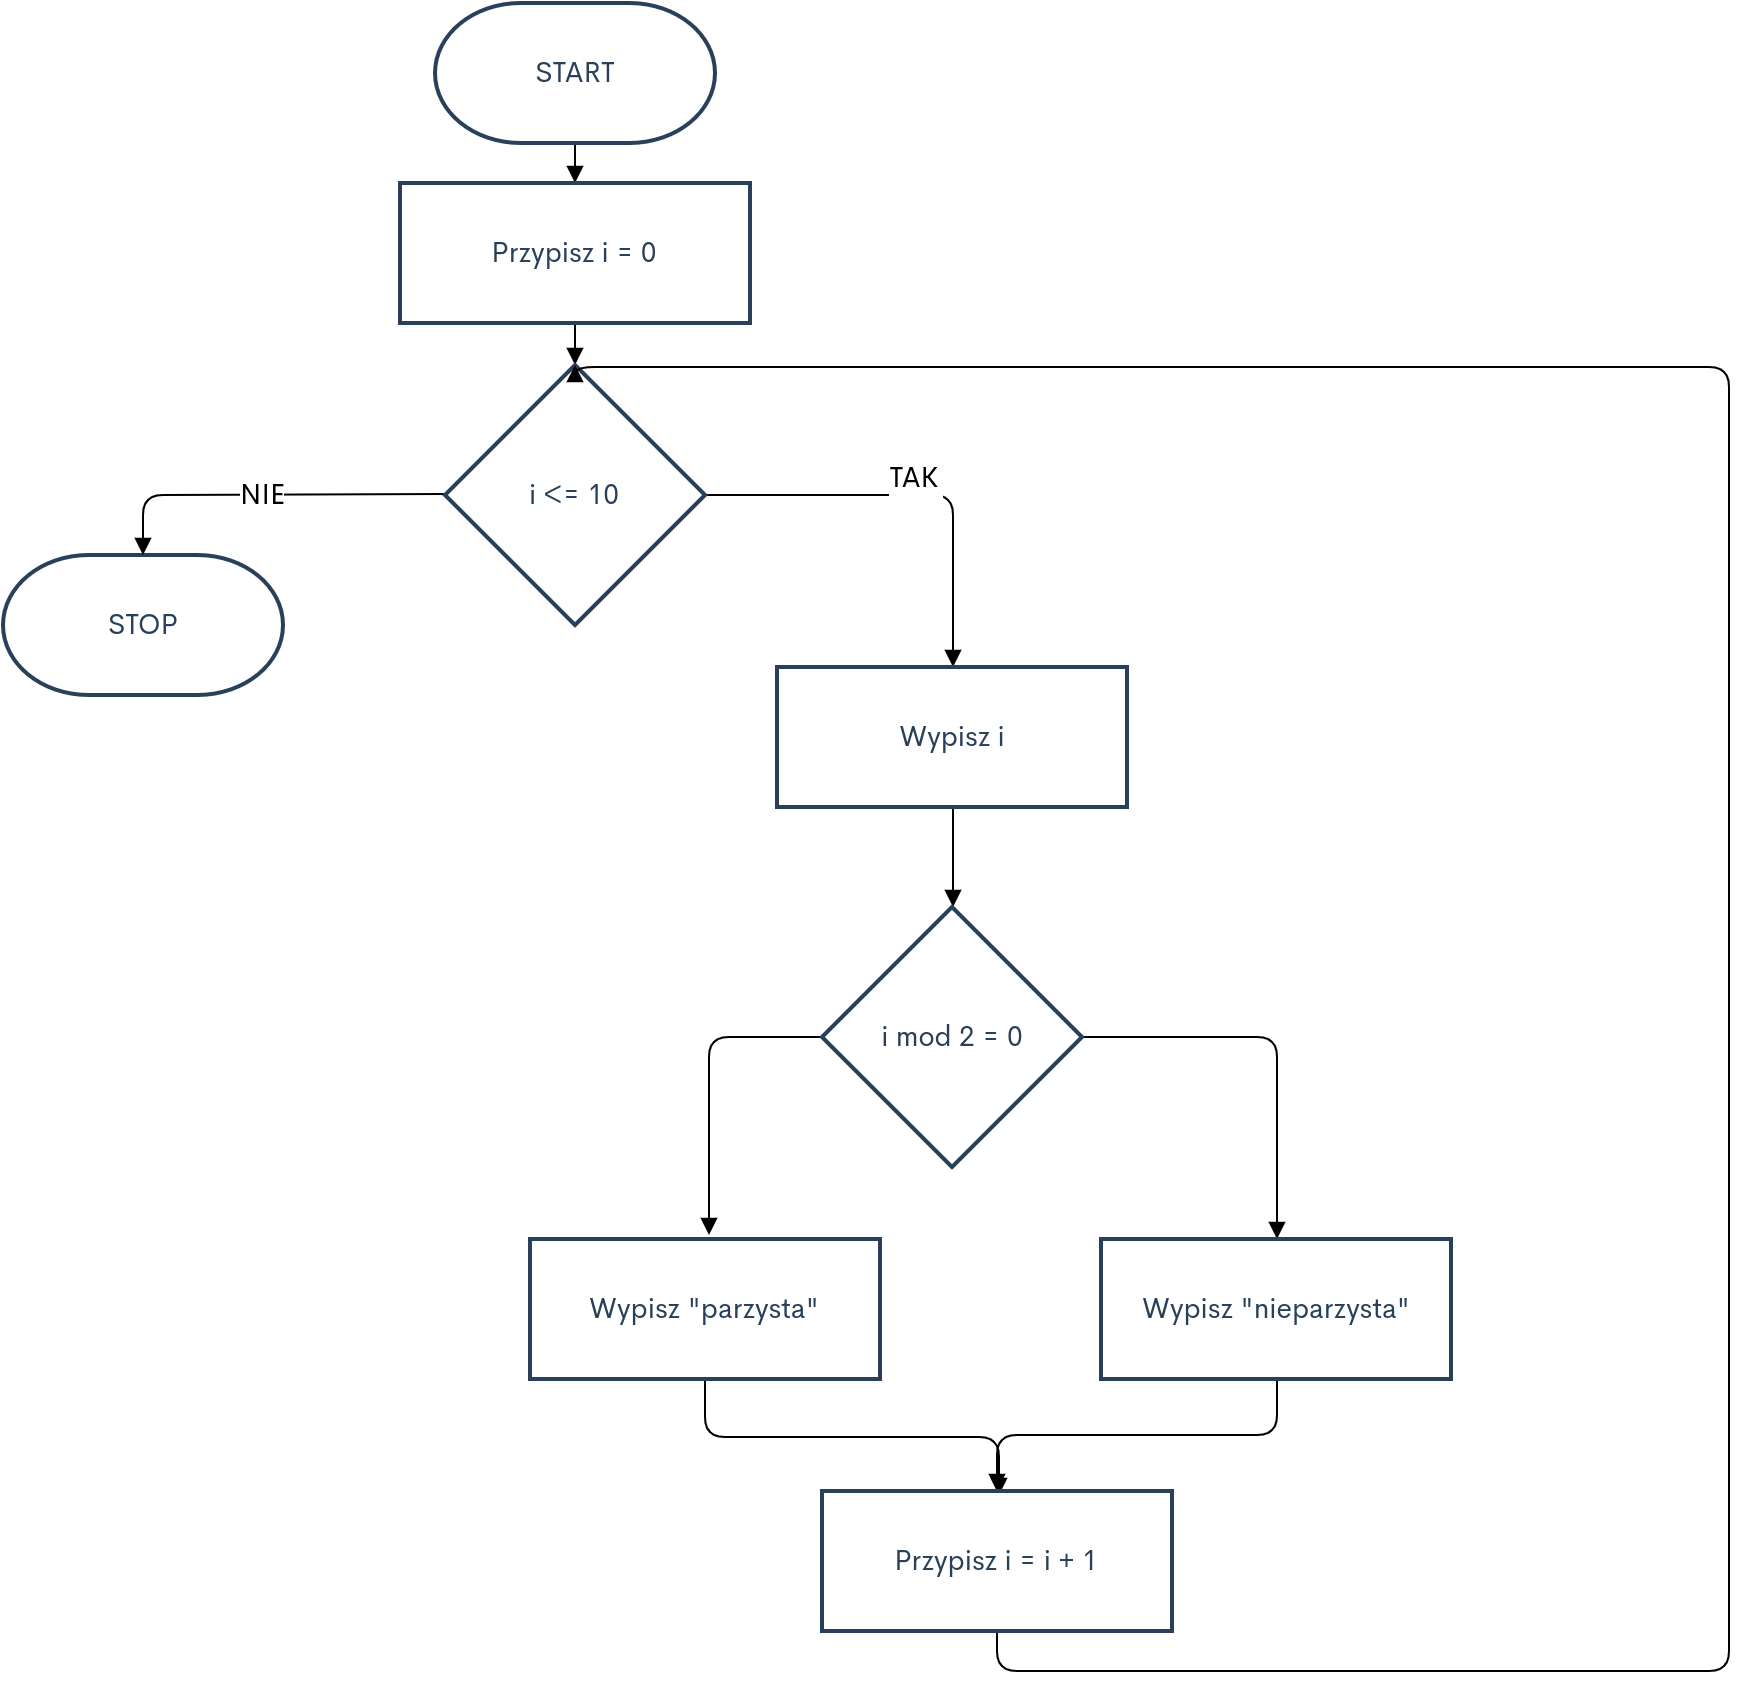 START
Przypisz i = 0
i <= 10
NIE
TAK
STOP
Wypisz i
i mod 2 = 0
Wypisz "parzysta"
Wypisz "nieparzysta"
Przypisz i = i + 1